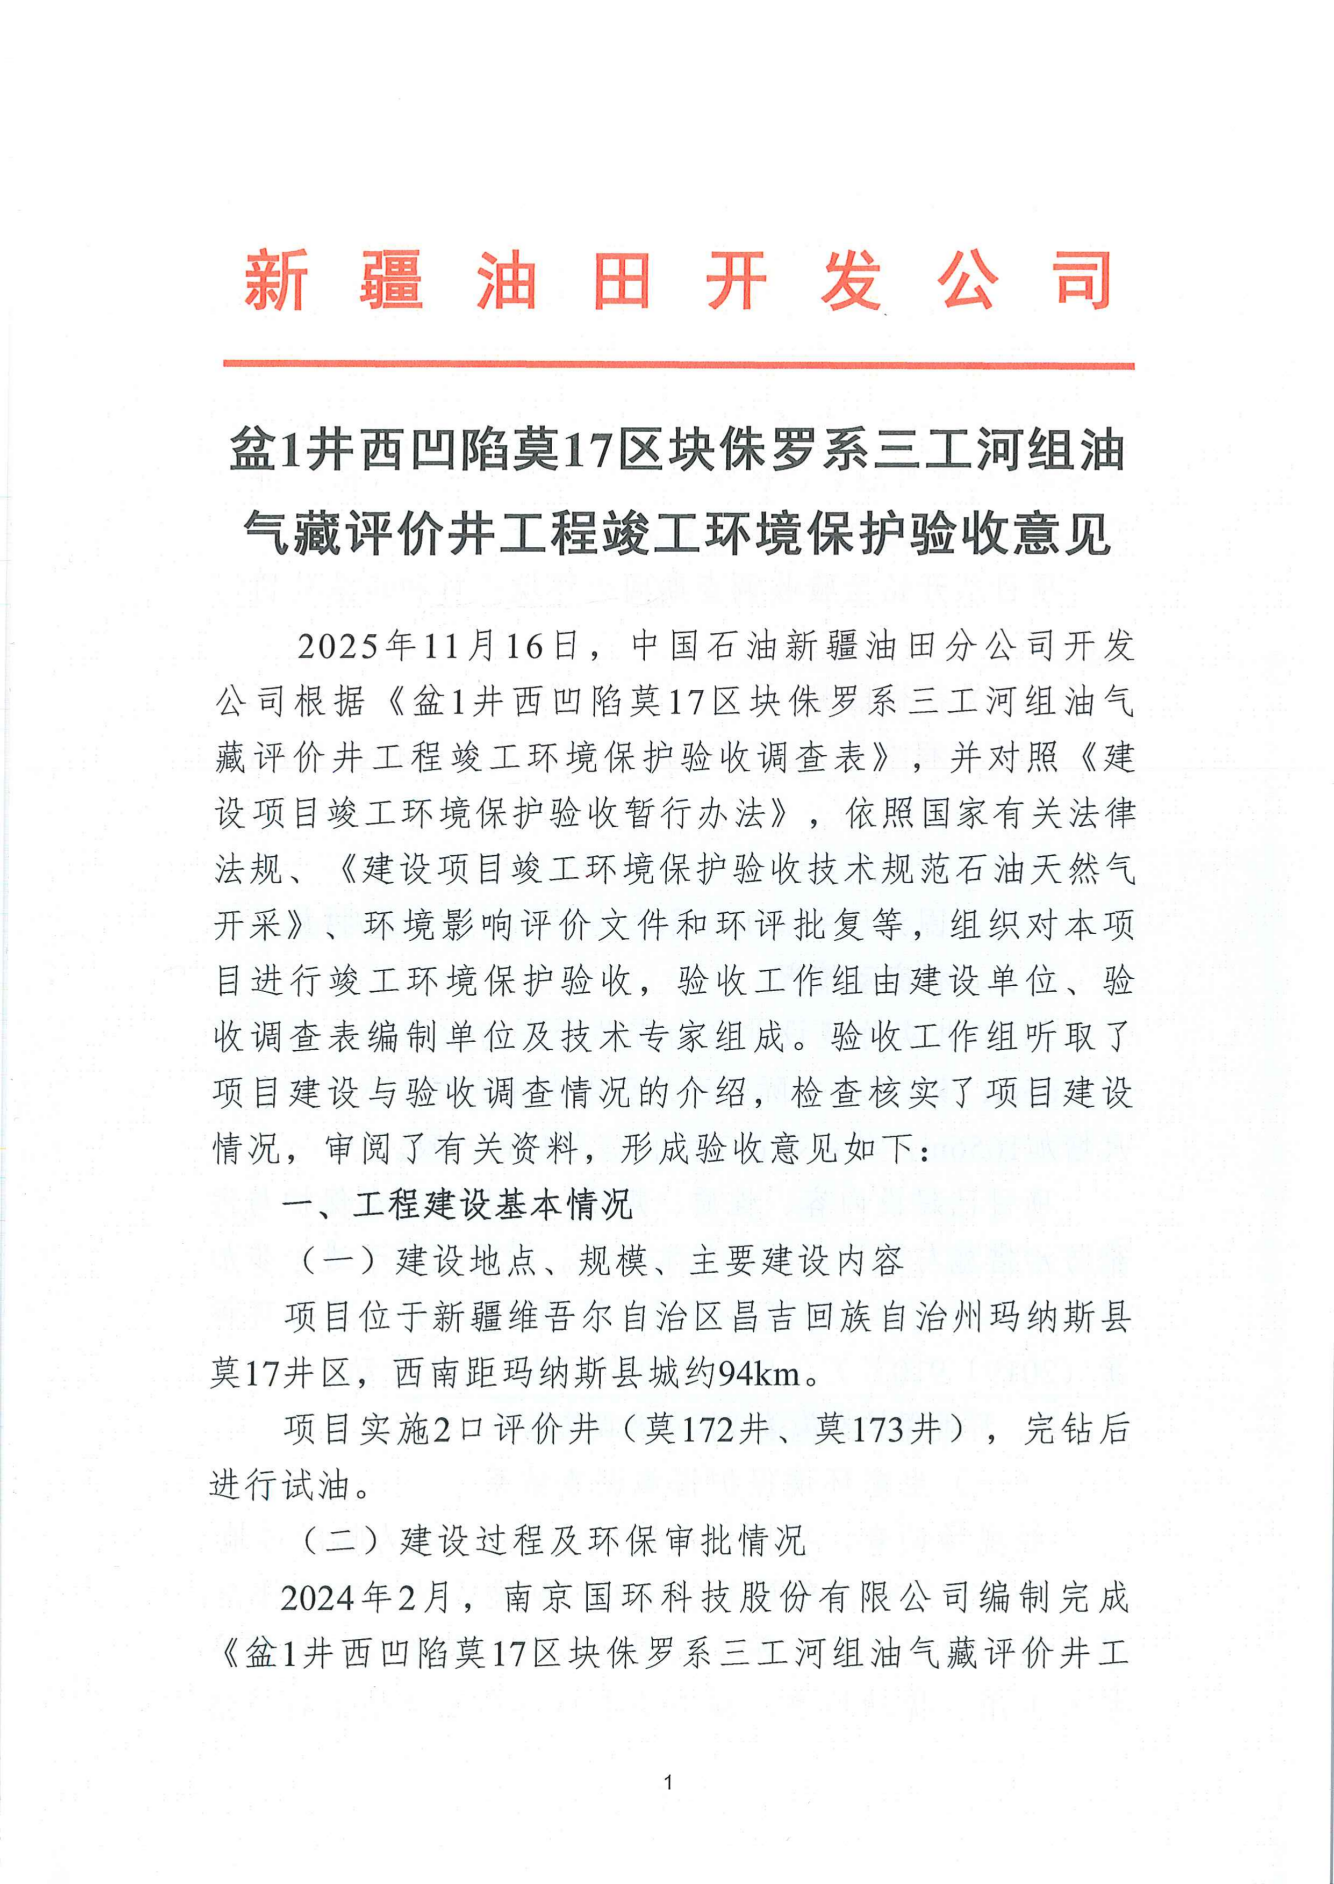 新疆油田开发公司
盆1井西凹陷莫17区块侏罗系三工河组油
气藏评价井工程竣工环境保护验收意见
2025年11月16日，中国石油新疆油田分公司开发
公司根据《盆1井西凹陷莫17区块侏罗系三工河组油气
藏评价井工程竣工环境保护验收调查表》，并对照《建
设项目竣工环境保护验收暂行办法》，依照国家有关法律
法规、《建设项目竣工环境保护验收技术规范石油天然气
开采》、环境影响评价文件和环评批复等，组织对本项
目进行竣工环境保护验收，验收工作组由建设单位、验
收调查表编制单位及技术专家组成。验收工作组听取了
项目建设与验收调查情况的介绍，检查核实了项目建设
情况，审阅了有关资料，形成验收意见如下：
一、工程建设基本情况
（一）建设地点、规模、主要建设内容
项目位于新疆维吾尔自治区昌吉回族自治州玛纳斯县
莫17井区，西南距玛纳斯县城约94km。
项目实施2口评价井（莫172井、莫173井），完钻后
进行试油。
（二）建设过程及环保审批情况
2024年2月，南京国环科技股份有限公司编制完成
《盆1井西凹陷莫17区块侏罗系三工河组油气藏评价井工
1